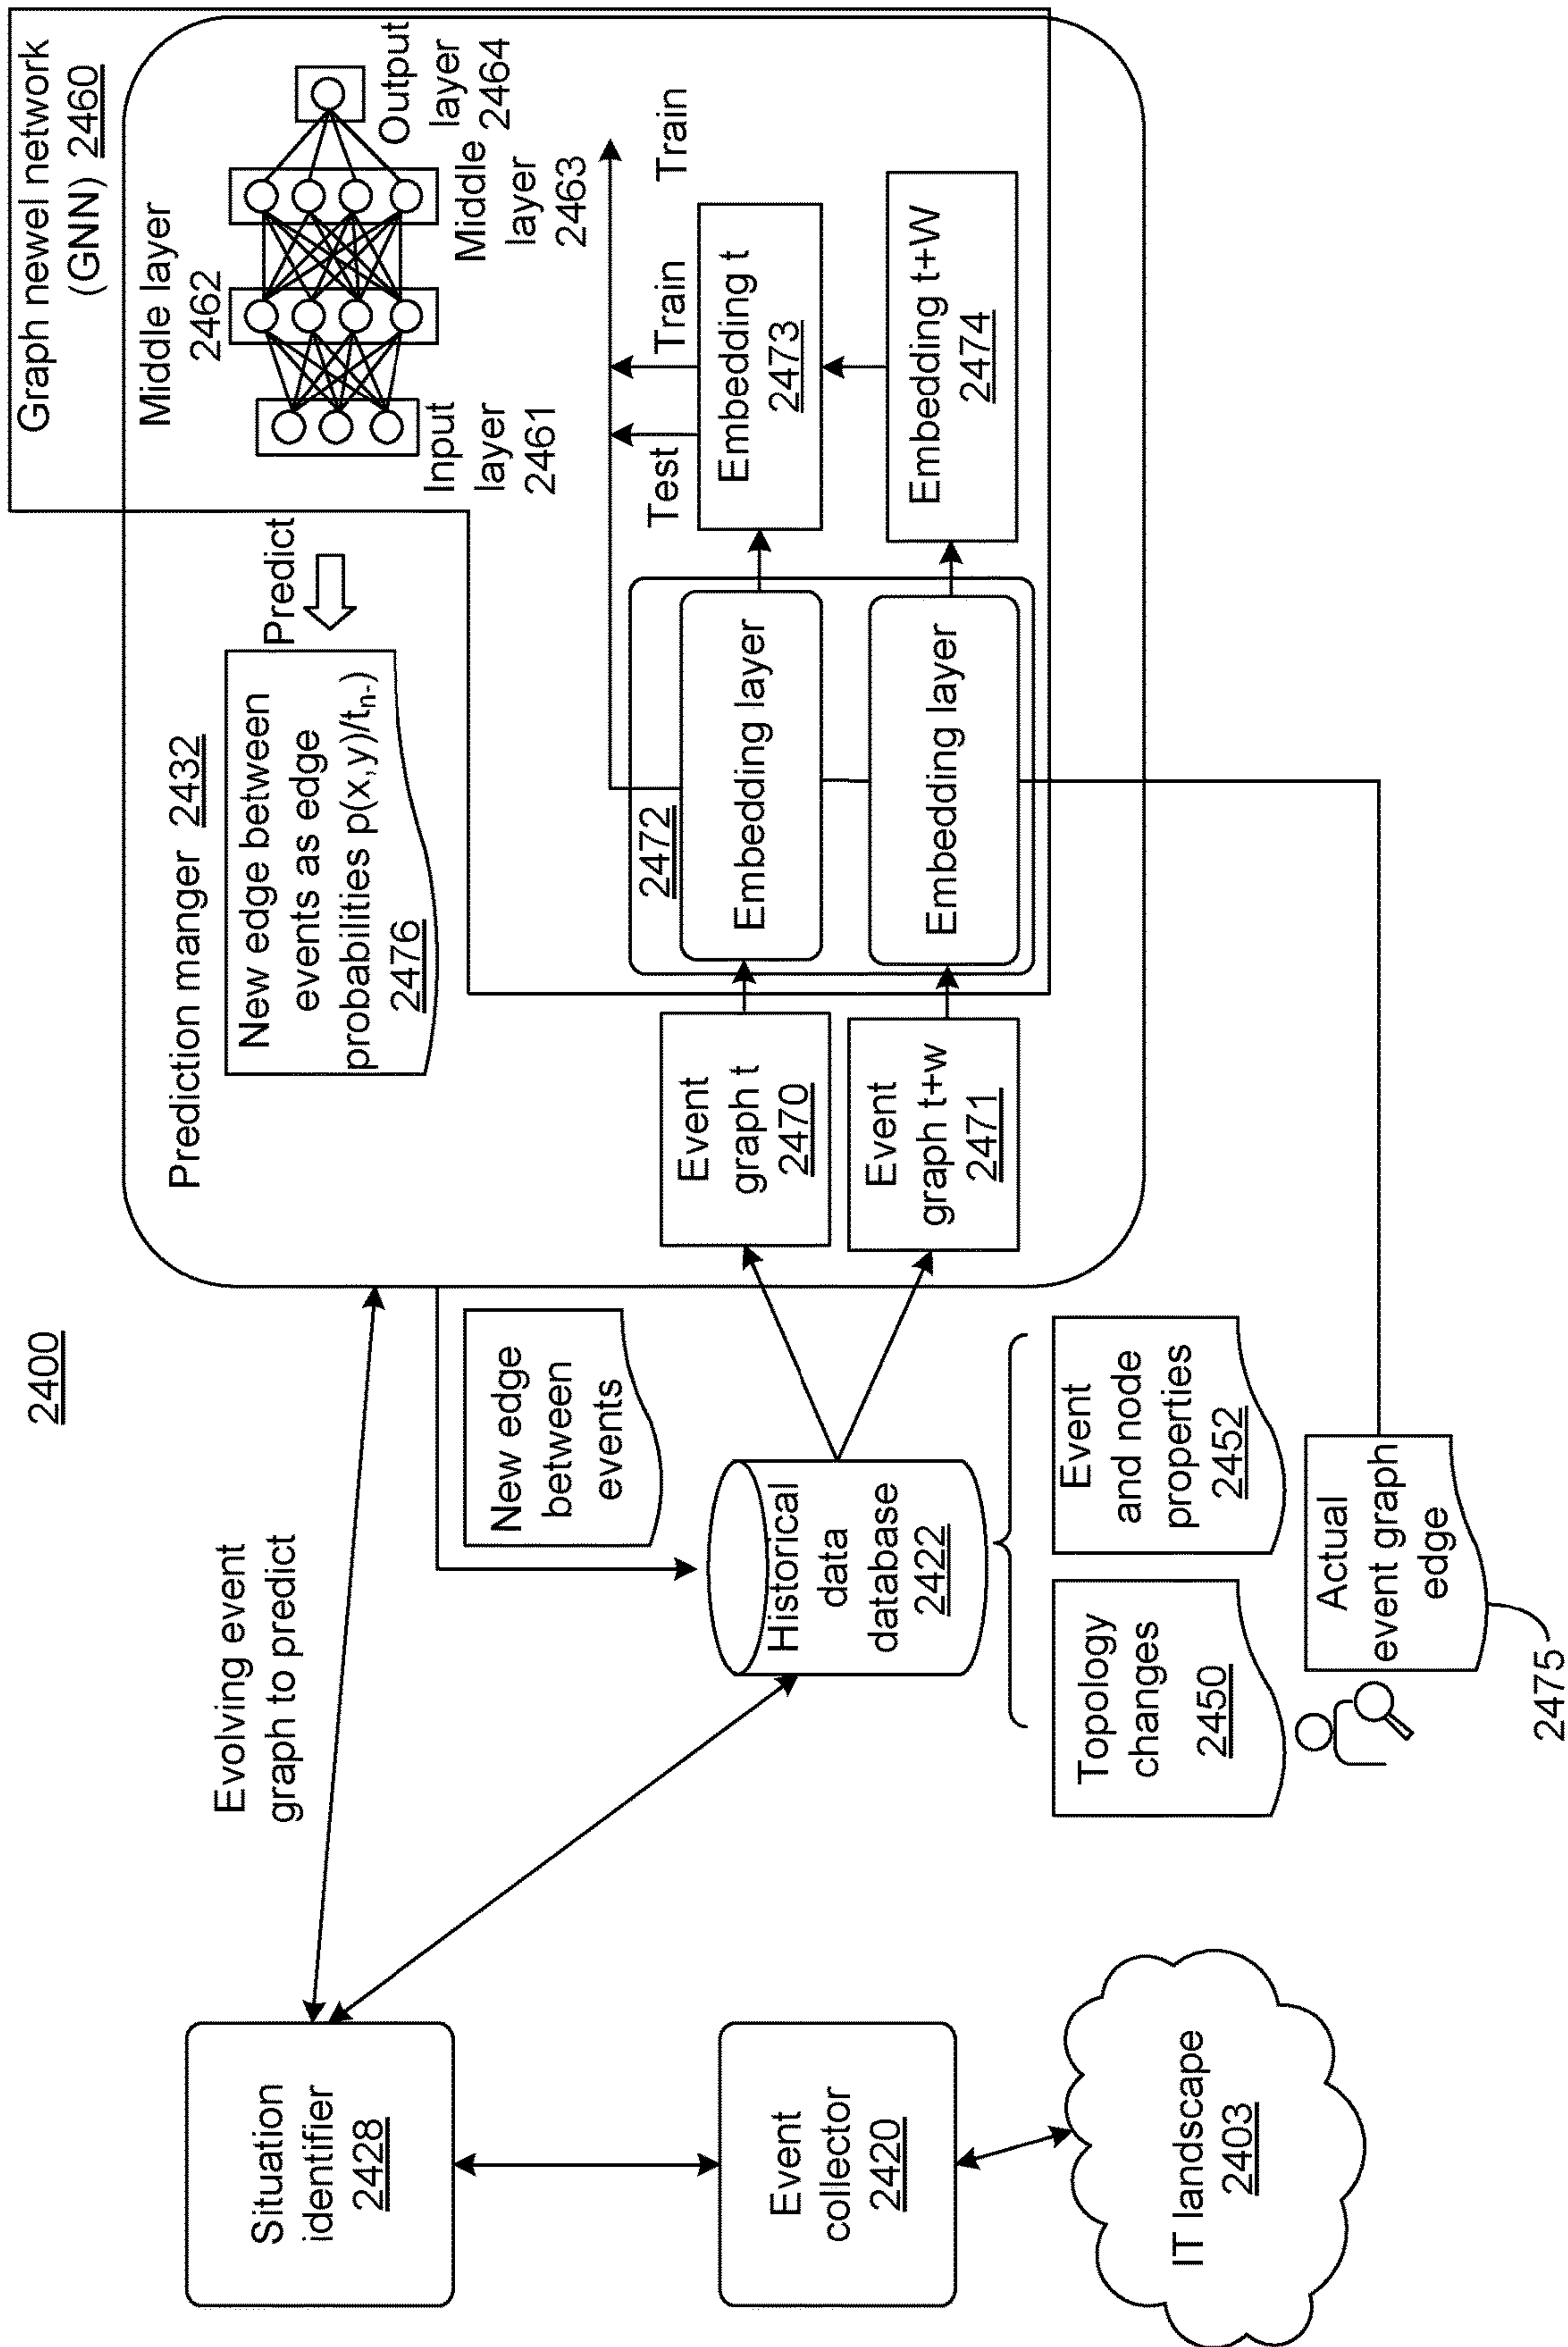 2400
Graph newel network
(GNN) 2460
Prediction manger 2432
Middle layer
2462
Input
layer
2461
Middle
layer
2463
Output
layer
2464
Predict
New edge between
events as edge
probabilities p(x,y)/tn-)
2476
Evolving event
graph to predict
Situation
identifier
2428
New edge
between
events
Test
Train
Train
2472
Event
graph t
2470
Embedding layer
Embedding t
2473
Event
graph t+w
2471
Embedding layer
Embedding t+W
2474
Historical
data
database
2422
Event
collector
2420
Topology
changes
2450
Event
and node
properties
2452
IT landscape
2403
Actual
event graph
edge
2475